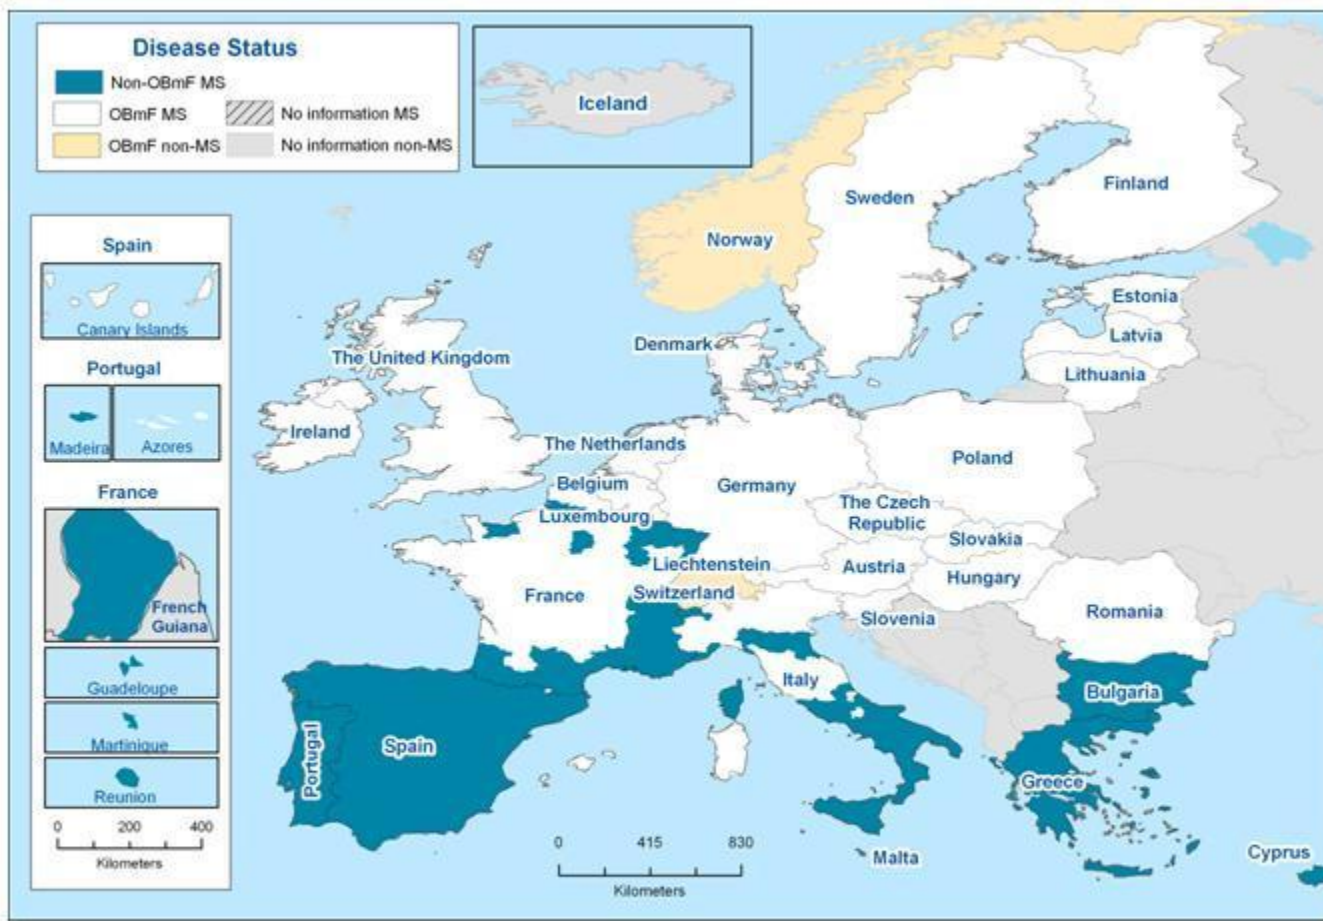 Disease Status
Non-OBmF MS
OBmF MS
No information MS
OBmF non-MS
No information non-MS
Iceland
Spain
Canary Islands
Portugal
Madeira
Azores
France
French
Guiana
Guadeloupe
Martinique
Reunion
0 200 400
Kilometers
Sweden
Finland
Norway
Estonia
Latvia
Lithuania
Denmark
The United Kingdom
Ireland
The Netherlands
Belgium
Luxembourg
Germany
Poland
The Czech
Republic
Slovakia
Liechtenstein
Austria
Hungary
Switzerland
France
Slovenia
Romania
Italy
Bulgaria
Portugal
Spain
Greece
Malta
Cyprus
0 415 830
Kilometers